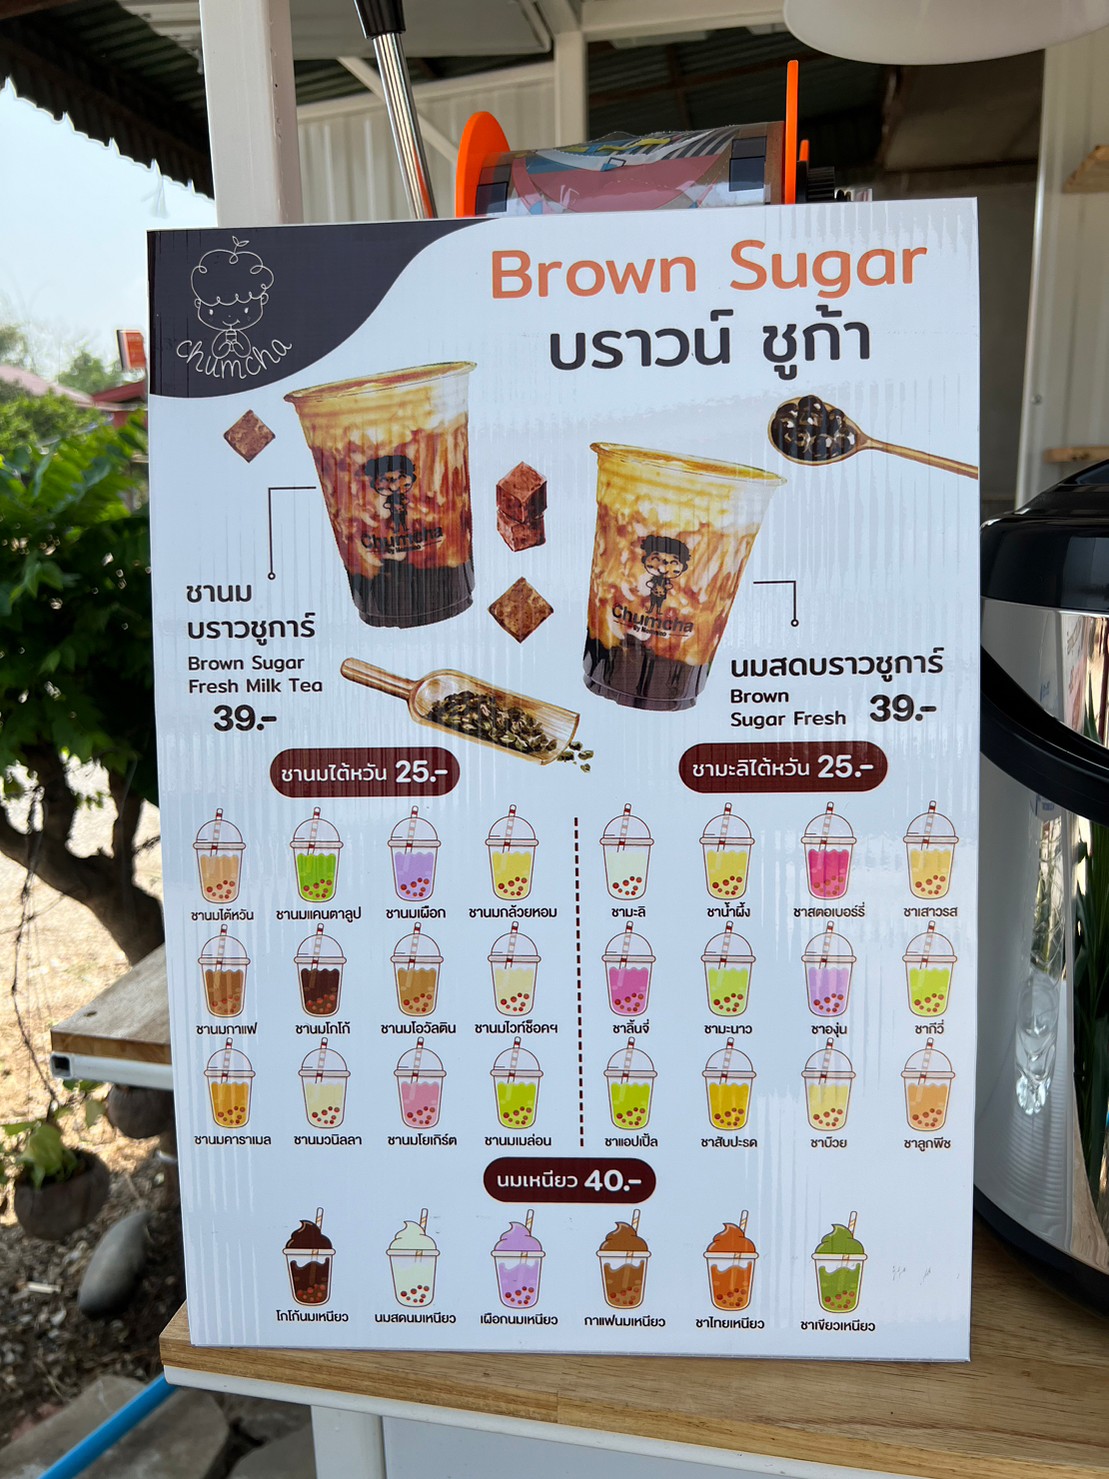 chumcha
Brown Sugar
บราวน์ ชูก้า
Chumcha
Chumcha
ชานม
บราวชูการ์
Brown Sugar
Fresh Milk Tea
39.-
นมสดบราวชูการ์
Brown
Sugar Fresh 39.-
ชานมไต้หวัน 25.-
ชามะลิไต้หวัน 25.-
ชานมไต้หวัน ชานมแคนตาลูป ชานมเผือก ชานมกล้วยหอม
ชามะลิ ชาน้ำผึ้ง ชาสตอเบอร์รี่ ชาเสาวรส
ชานมกาแฟ ชานมโกโก้ ชานมโอวัลติน ชานมไวท์ช็อคฯ
ชาลิ้นจี่ ชามะนาว ชาองุ่น ชากีวี่
ชานมคาราเมล ชานมวนิลลา ชานมโยเกิร์ต ชานมเมล่อน
ชาแอปเปิ้ล ชาสับปะรด ชาบ๊วย ชาลูกพีช
นมเหนียว 40.-
โกโก้นมเหนียว นมสดนมเหนียว เผือกนมเหนียว กาแฟนมเหนียว ชาไทยเหนียว ชาเขียวเหนียว